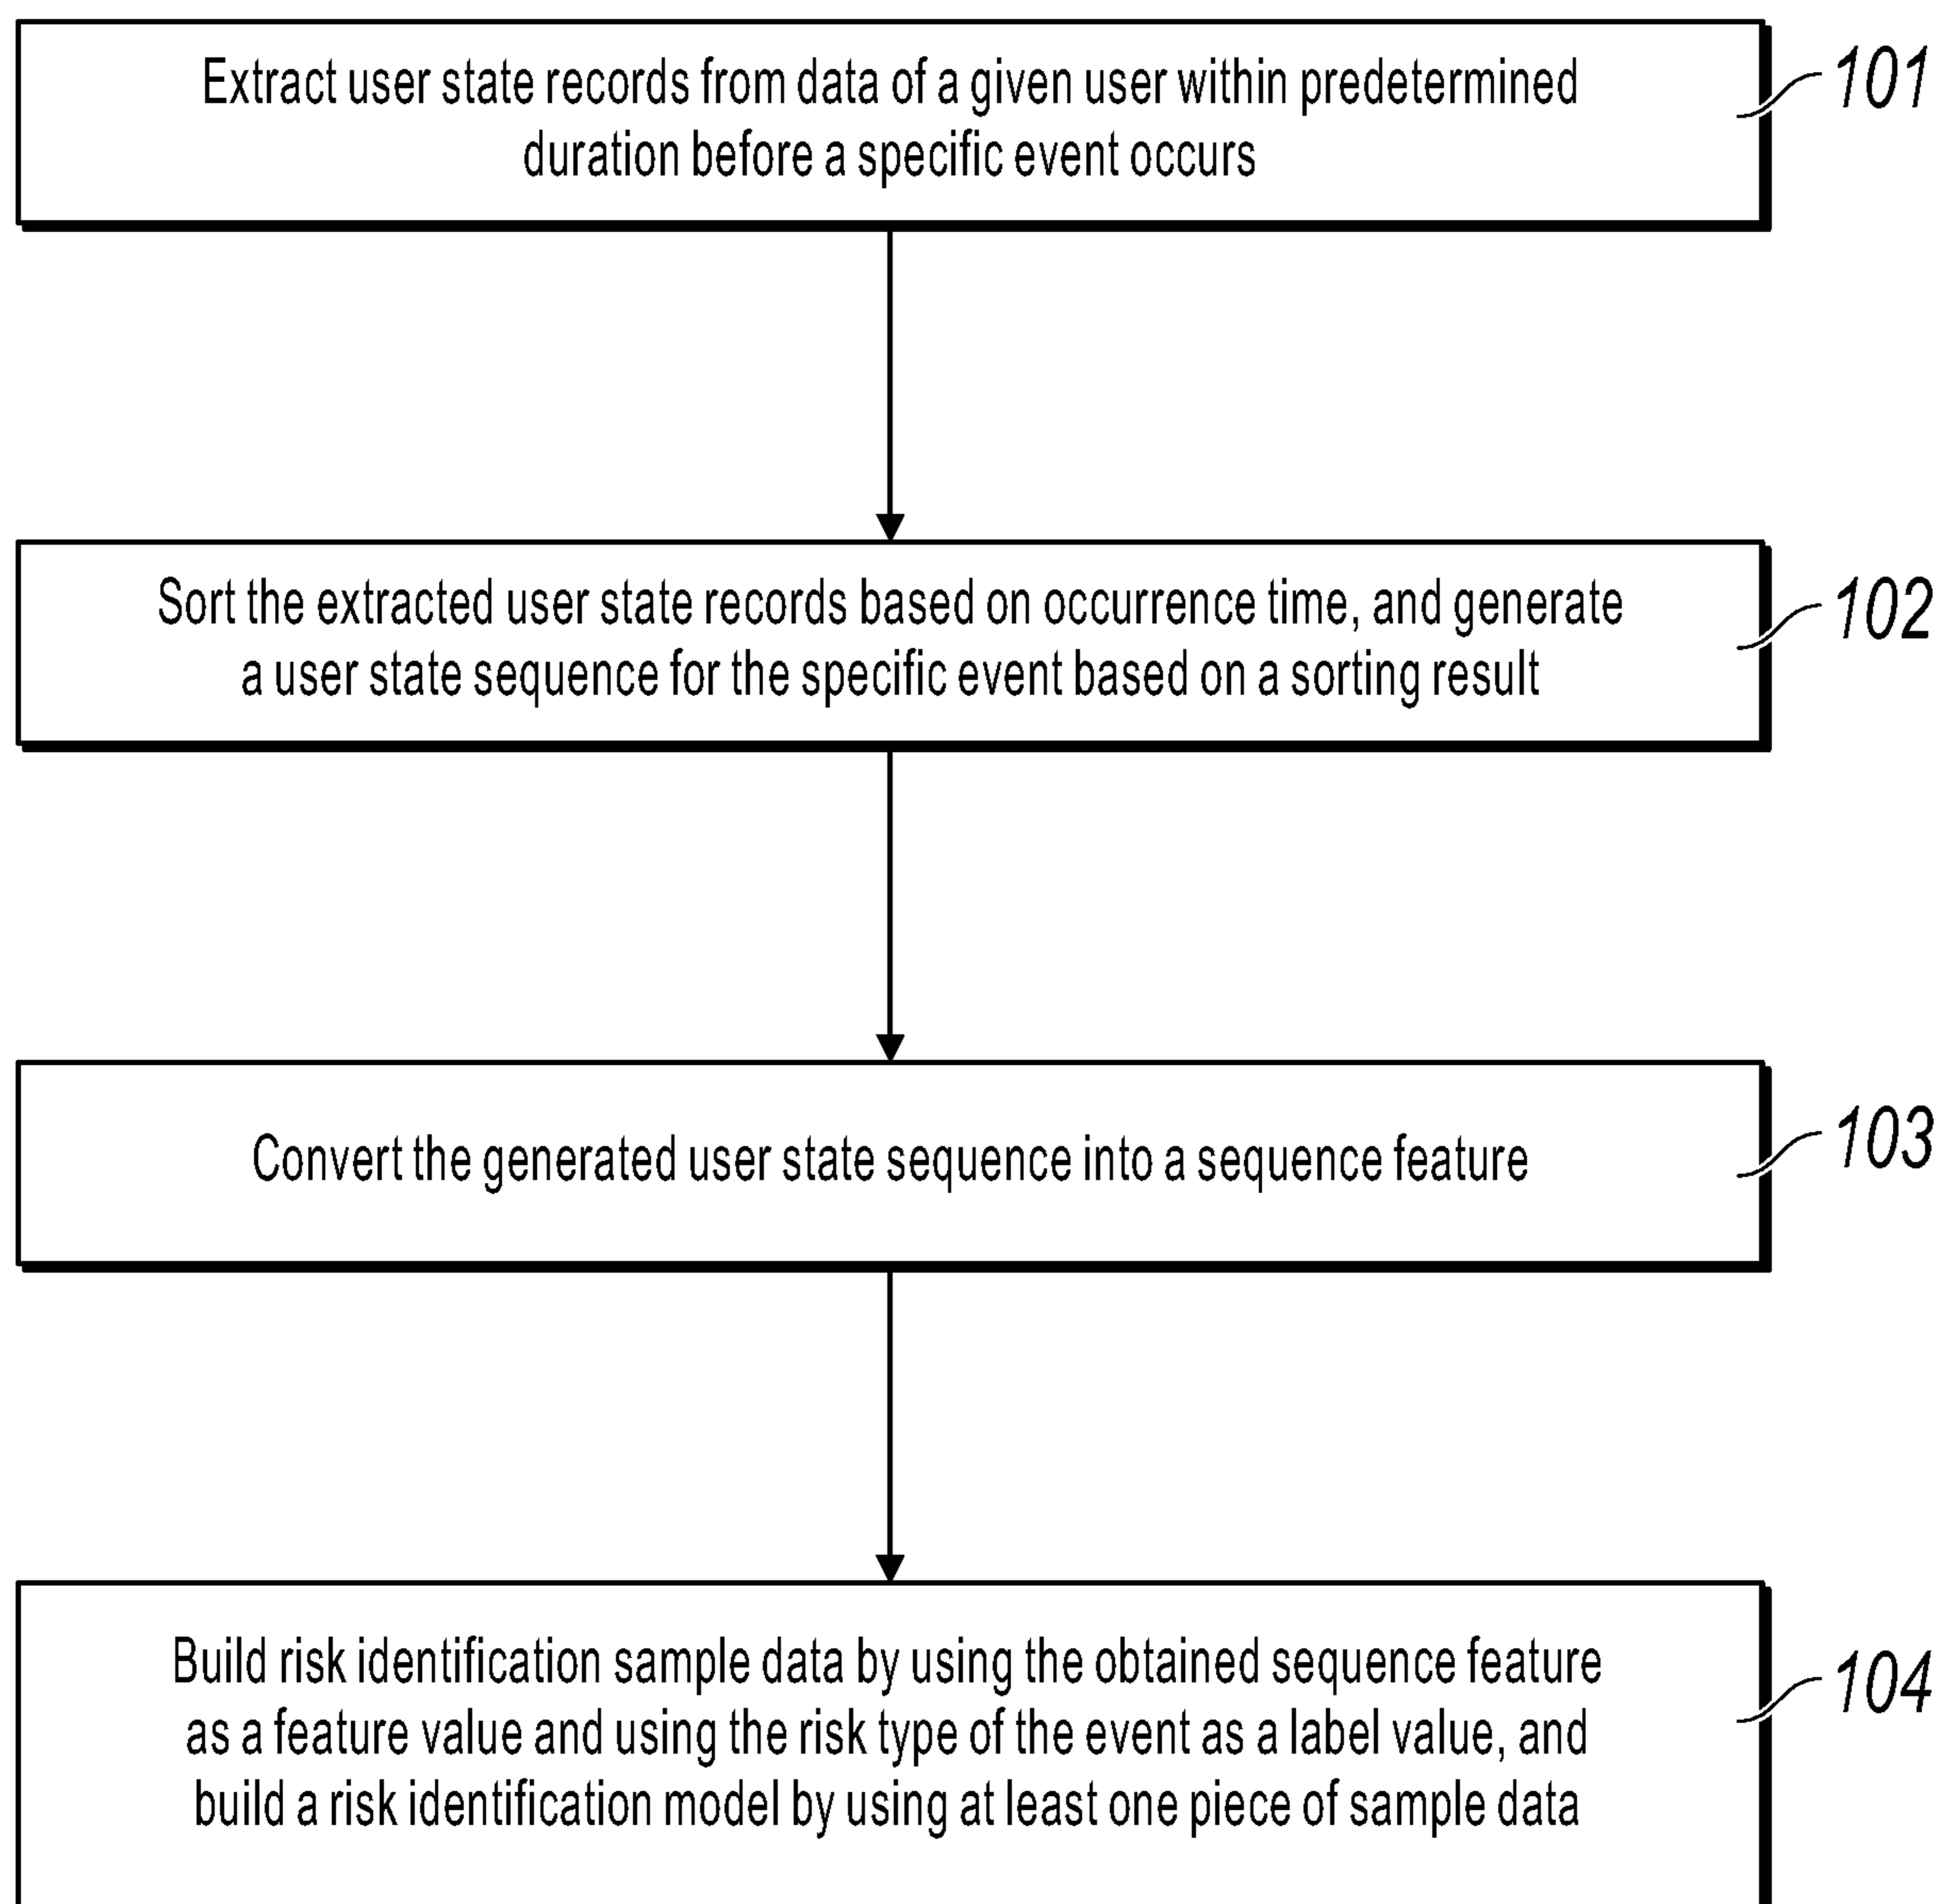 Extract user state records from data of a given user within predetermined
duration before a specific event occurs
101
Sort the extracted user state records based on occurrence time, and generate
a user state sequence for the specific event based on a sorting result
102
Convert the generated user state sequence into a sequence feature
103
Build risk identification sample data by using the obtained sequence feature
as a feature value and using the risk type of the event as a label value, and
build a risk identification model by using at least one piece of sample data
104